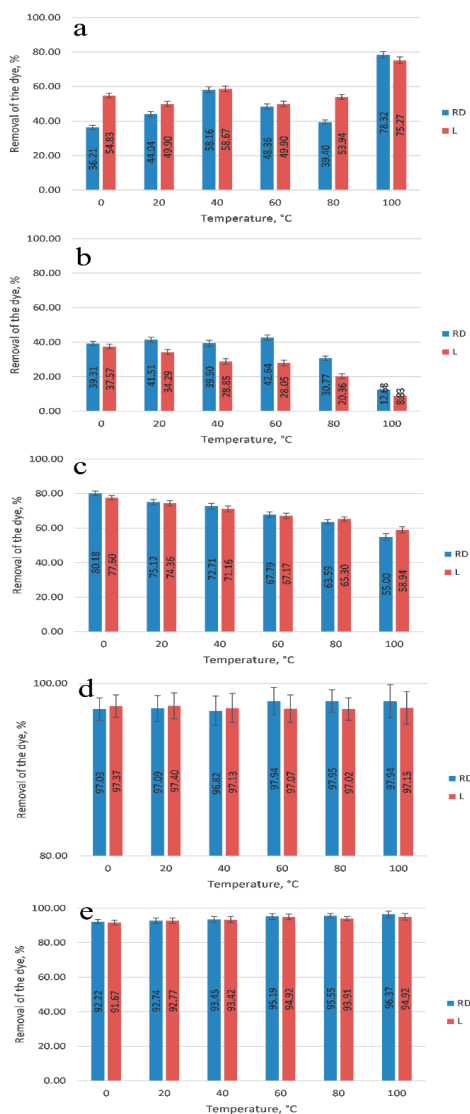 a
100.00
80.00
60.00
40.00
20.00
0.00
Removal of the dye, %
36.21 54.83 44.04 49.90 58.16 58.67 48.36 49.90 39.40 53.94 78.32 75.27
0 20 40 60 80 100
Temperature, °C
RD
L
b
100.00
80.00
60.00
40.00
20.00
0.00
Removal of the dye, %
39.31 37.57 41.51 34.29 39.50 28.85 42.64 28.05 30.77 20.36 12.68 8.83
0 20 40 60 80 100
Temperature, °C
RD
L
c
100.00
80.00
60.00
40.00
20.00
0.00
Removal of the dye, %
80.18 77.60 75.12 74.36 72.71 71.16 67.79 67.17 63.59 65.30 55.00 58.94
0 20 40 60 80 100
Temperature, °C
RD
L
d
100.00
80.00
Removal of the dye, %
97.03 97.37 97.09 97.40 96.82 97.13 97.94 97.07 97.95 97.02 97.94 97.15
0 20 40 60 80 100
Temperature, °C
RD
L
e
100.00
80.00
60.00
40.00
20.00
0.00
Removal of the dye, %
92.22 91.67 92.74 92.77 93.45 93.42 95.19 94.92 95.55 93.91 96.37 94.92
0 20 40 60 80 100
Temperature, °C
RD
L